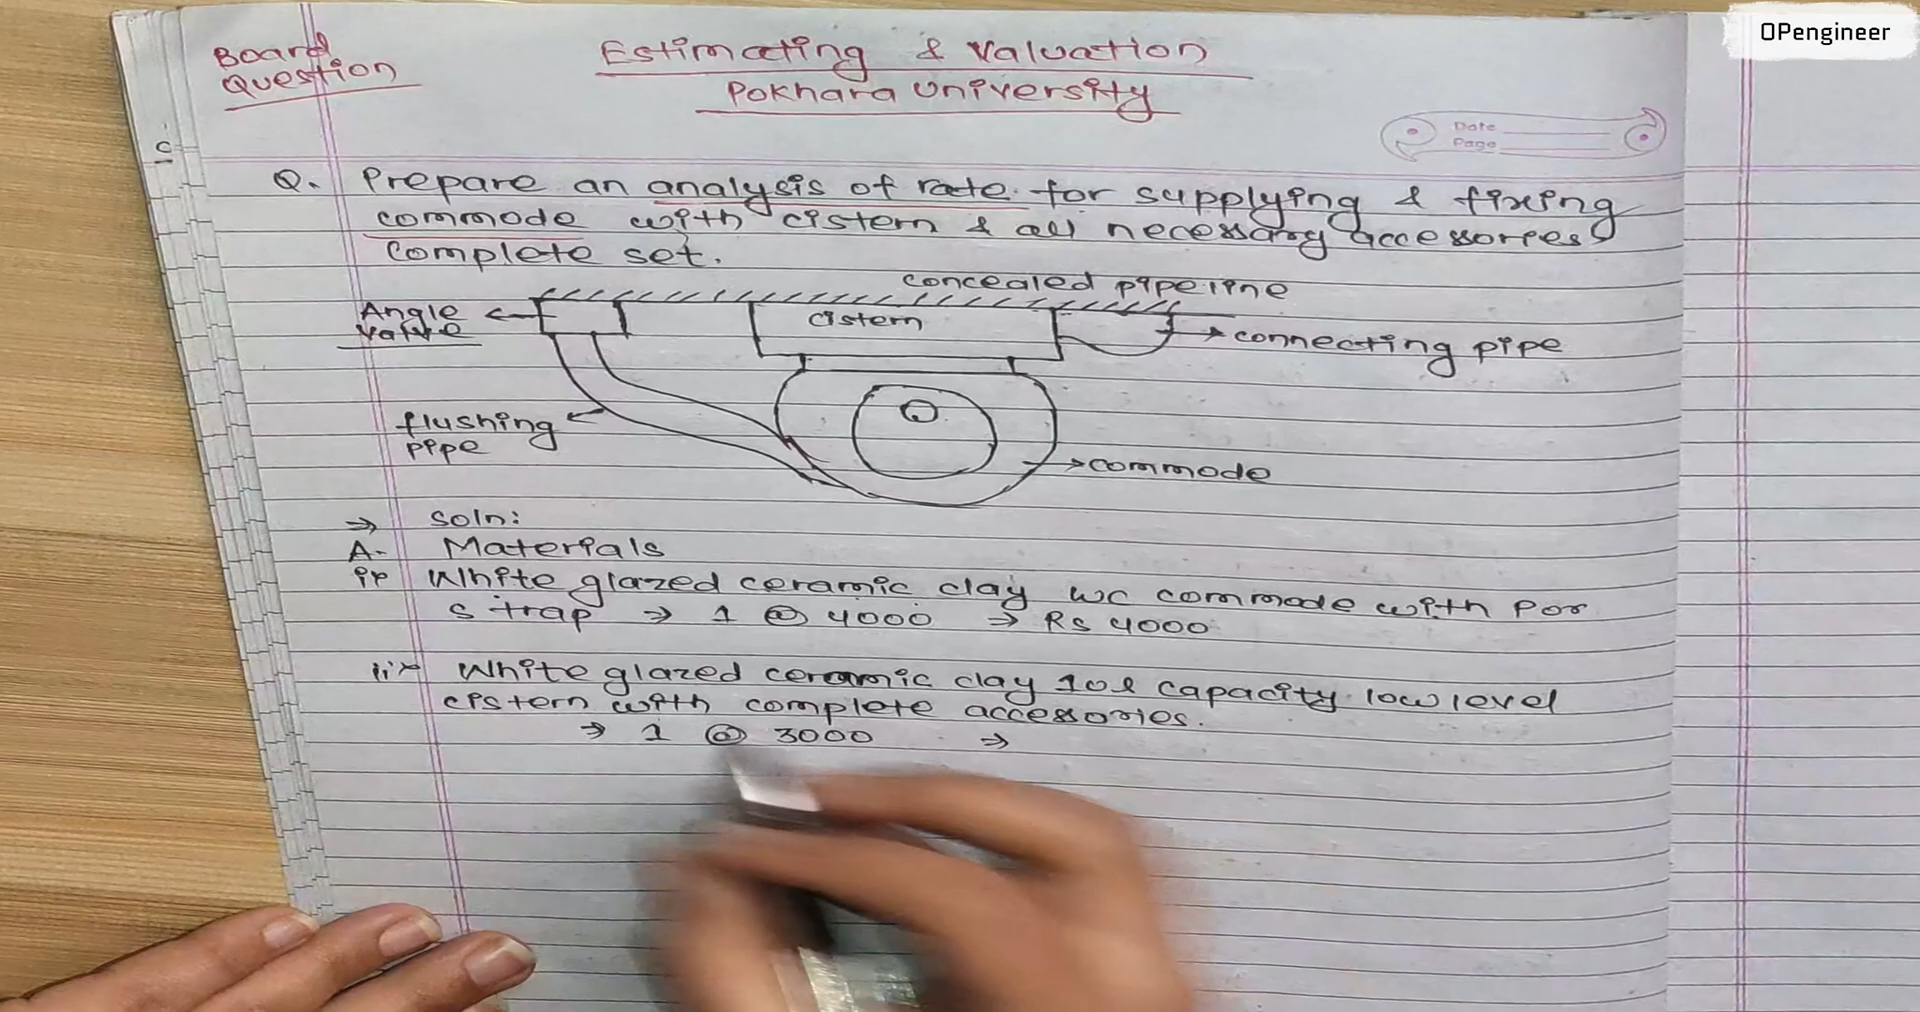 OPengineer
Board
Question
Estimating & Valuation
Pokhara University
Date
Page
Q. Prepare an analysis of rate for supplying & fixing
commode with cistern & all necessary accessories
complete set.
concealed pipeline
Angle
valve
cistern
connecting pipe
flushing
pipe
commode
Soln:
A. Materials
i) White glazed ceramic clay wc commode with P or
S trap → 1 @ 4000 → Rs 4000
ii) White glazed ceramic clay 10l capacity low level
cistern with complete accessories.
→ 1 @ 3000 →